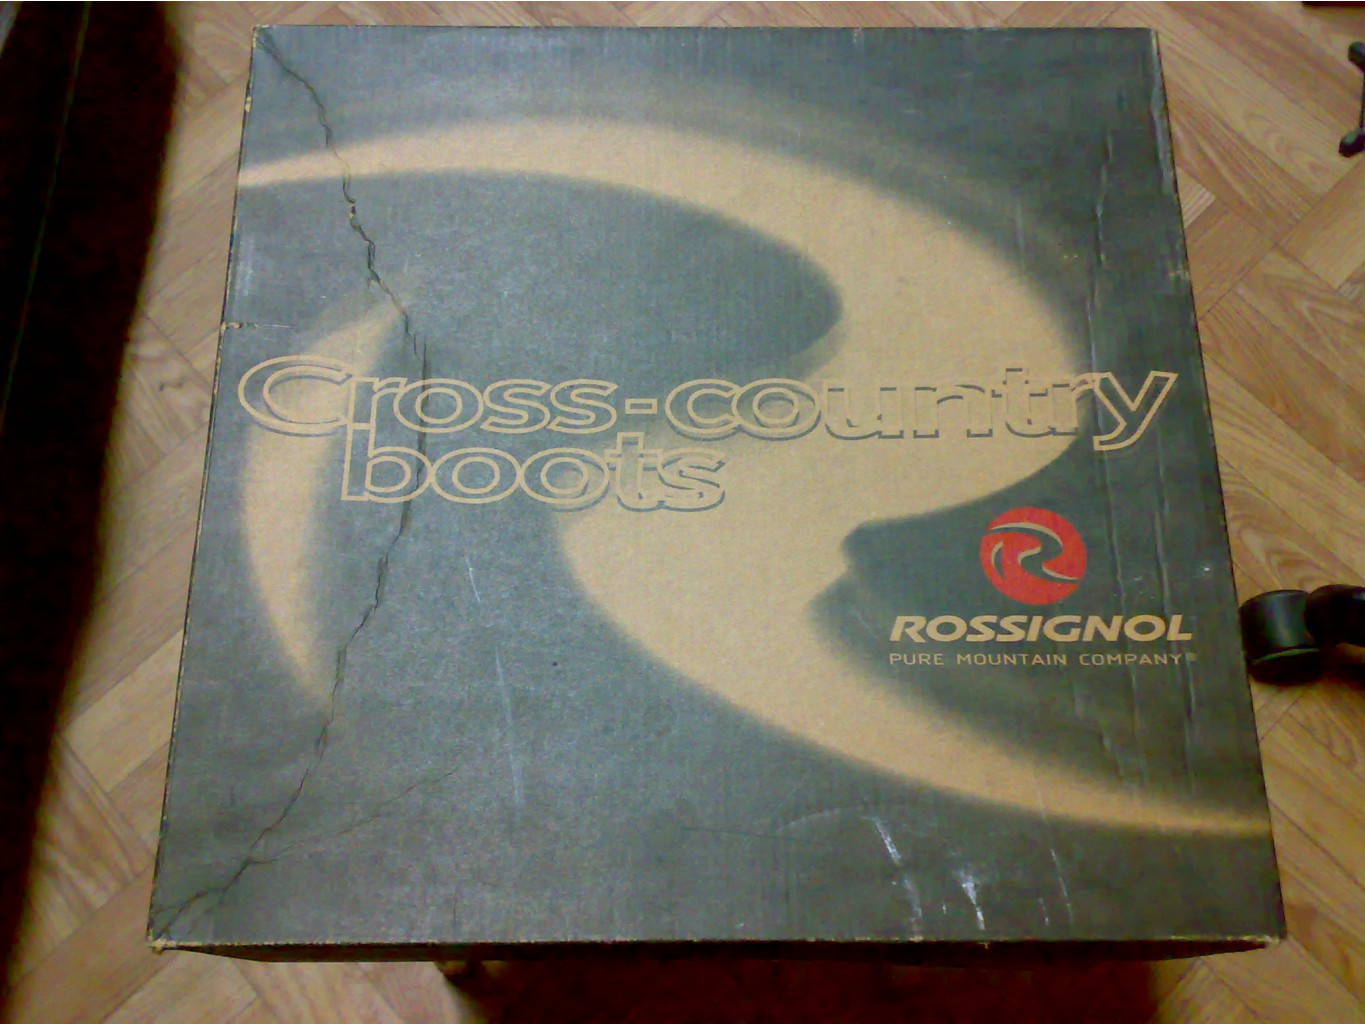 Cross-country
boots
ROSSIGNOL
PURE MOUNTAIN COMPANY®